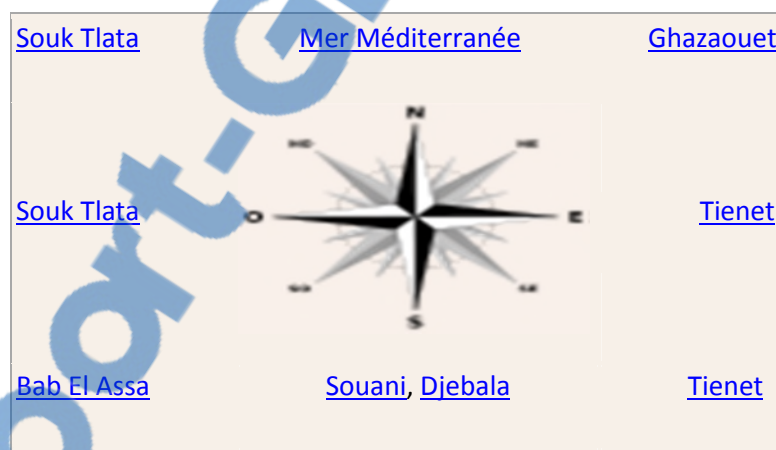 Souk Tlata Mer Méditerranée Ghazaouet
N
Souk Tlata O E Tienet
S
Bab El Assa Souani, Djebala Tienet